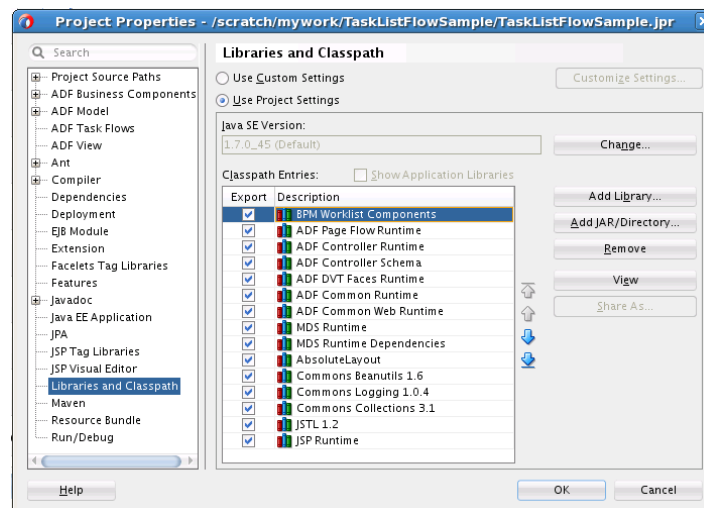 Project Properties - /scratch/mywork/TaskListFlowSample/TaskListFlowSample.jpr
Search
Project Source Paths
ADF Business Components
ADF Model
ADF Task Flows
ADF View
Ant
Compiler
Dependencies
Deployment
EJB Module
Extension
Facelets Tag Libraries
Features
Javadoc
Java EE Application
JPA
JSP Tag Libraries
JSP Visual Editor
Libraries and Classpath
Maven
Resource Bundle
Run/Debug
Libraries and Classpath
Use Custom Settings
Customize Settings...
Use Project Settings
Java SE Version:
1.7.0_45 (Default)
Change...
Classpath Entries:
Show Application Libraries
Export Description
BPM Worklist Components
ADF Page Flow Runtime
ADF Controller Runtime
ADF Controller Schema
ADF DVT Faces Runtime
ADF Common Runtime
ADF Common Web Runtime
MDS Runtime
MDS Runtime Dependencies
AbsoluteLayout
Commons Beanutils 1.6
Commons Logging 1.0.4
Commons Collections 3.1
JSTL 1.2
JSP Runtime
Add Library...
Add JAR/Directory...
Remove
View
Share As...
Help
OK
Cancel